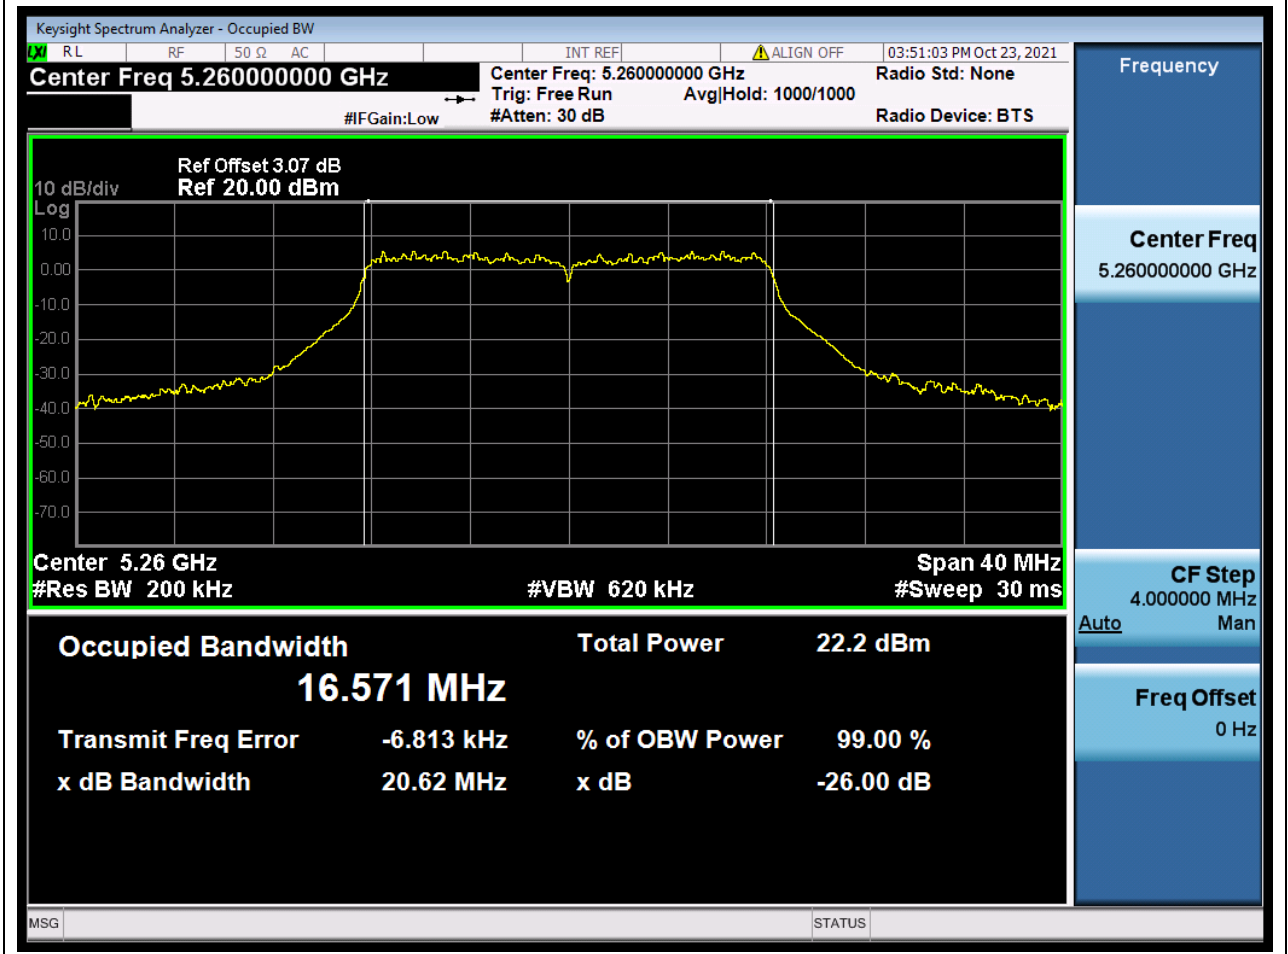 Keysight Spectrum Analyzer - Occupied BW
LXI RL RF 50 Ω AC INT REF ALIGN OFF 03:51:03 PM Oct 23, 2021
Center Freq 5.260000000 GHz
Center Freq: 5.260000000 GHz Radio Std: None
Trig: Free Run Avg|Hold: 1000/1000
#IFGain:Low #Atten: 30 dB Radio Device: BTS
Ref Offset 3.07 dB
10 dB/div Ref 20.00 dBm
Log
10.0
0.00
-10.0
-20.0
-30.0
-40.0
-50.0
-60.0
-70.0
Center 5.26 GHz Span 40 MHz
#Res BW 200 kHz #VBW 620 kHz #Sweep 30 ms
Occupied Bandwidth Total Power 22.2 dBm
16.571 MHz
Transmit Freq Error -6.813 kHz % of OBW Power 99.00 %
x dB Bandwidth 20.62 MHz x dB -26.00 dB
MSG STATUS
Frequency
Center Freq
5.260000000 GHz
CF Step
4.000000 MHz
Auto Man
Freq Offset
0 Hz